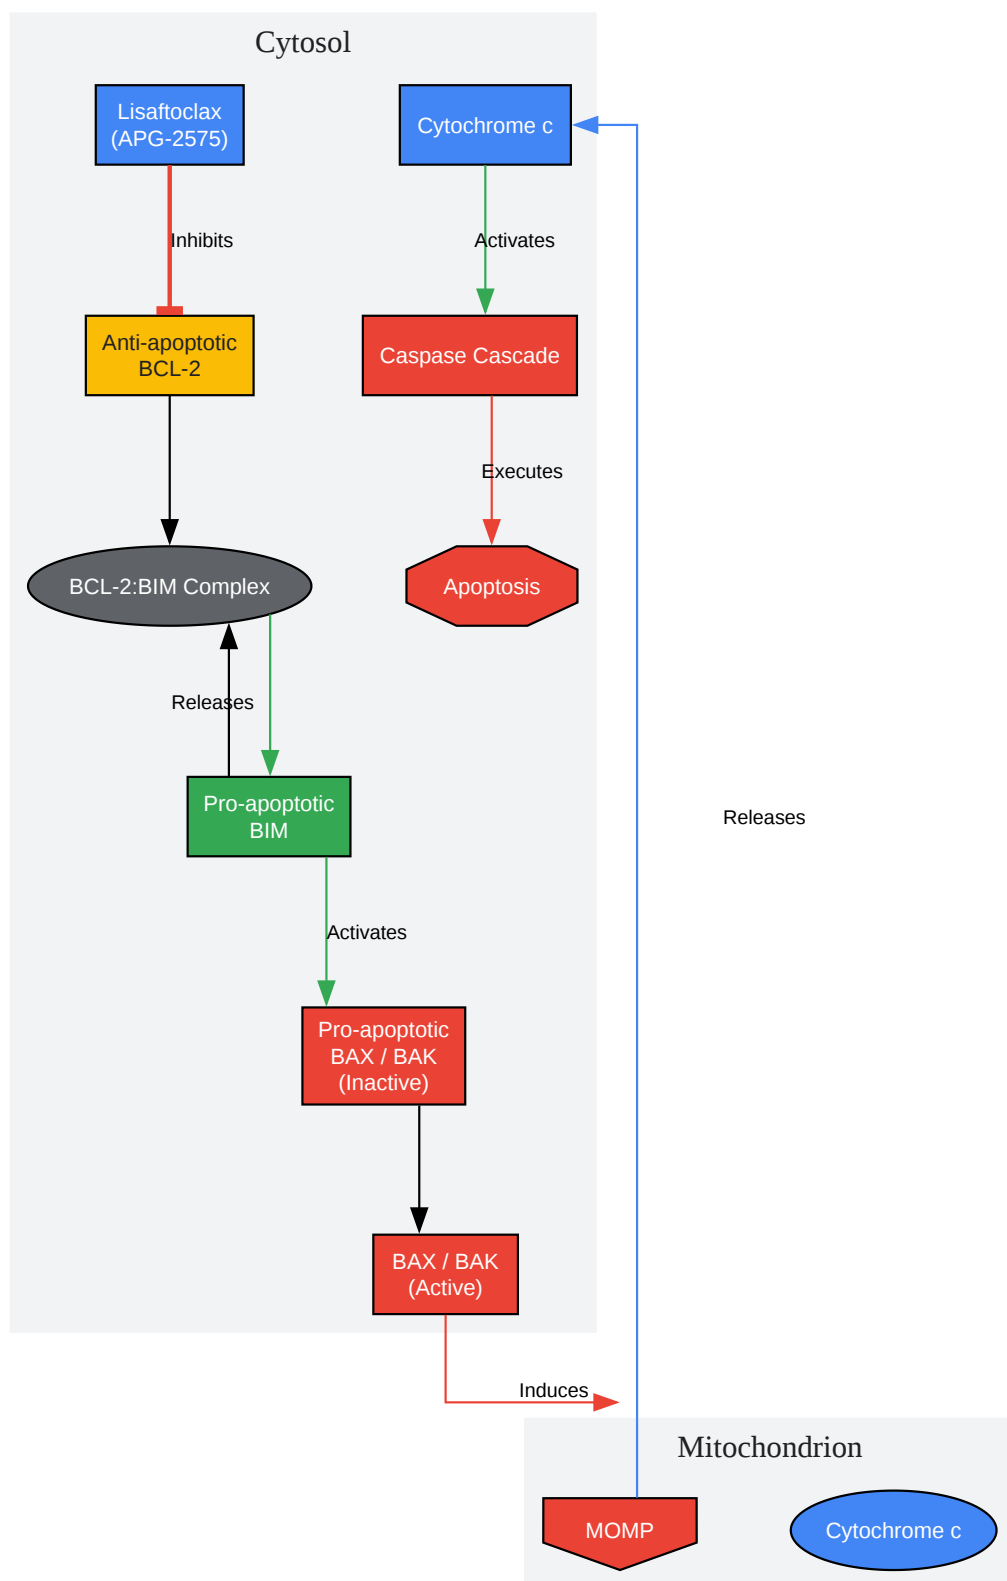 Cytosol
Lisaftoclax
(APG-2575)
Cytochrome c
Inhibits
Activates
Anti-apoptotic
BCL-2
Caspase Cascade
Executes
BCL-2:BIM Complex
Apoptosis
Releases
Pro-apoptotic
BIM
Releases
Activates
Pro-apoptotic
BAX / BAK
(Inactive)
BAX / BAK
(Active)
Induces
Mitochondrion
MOMP
Cytochrome c